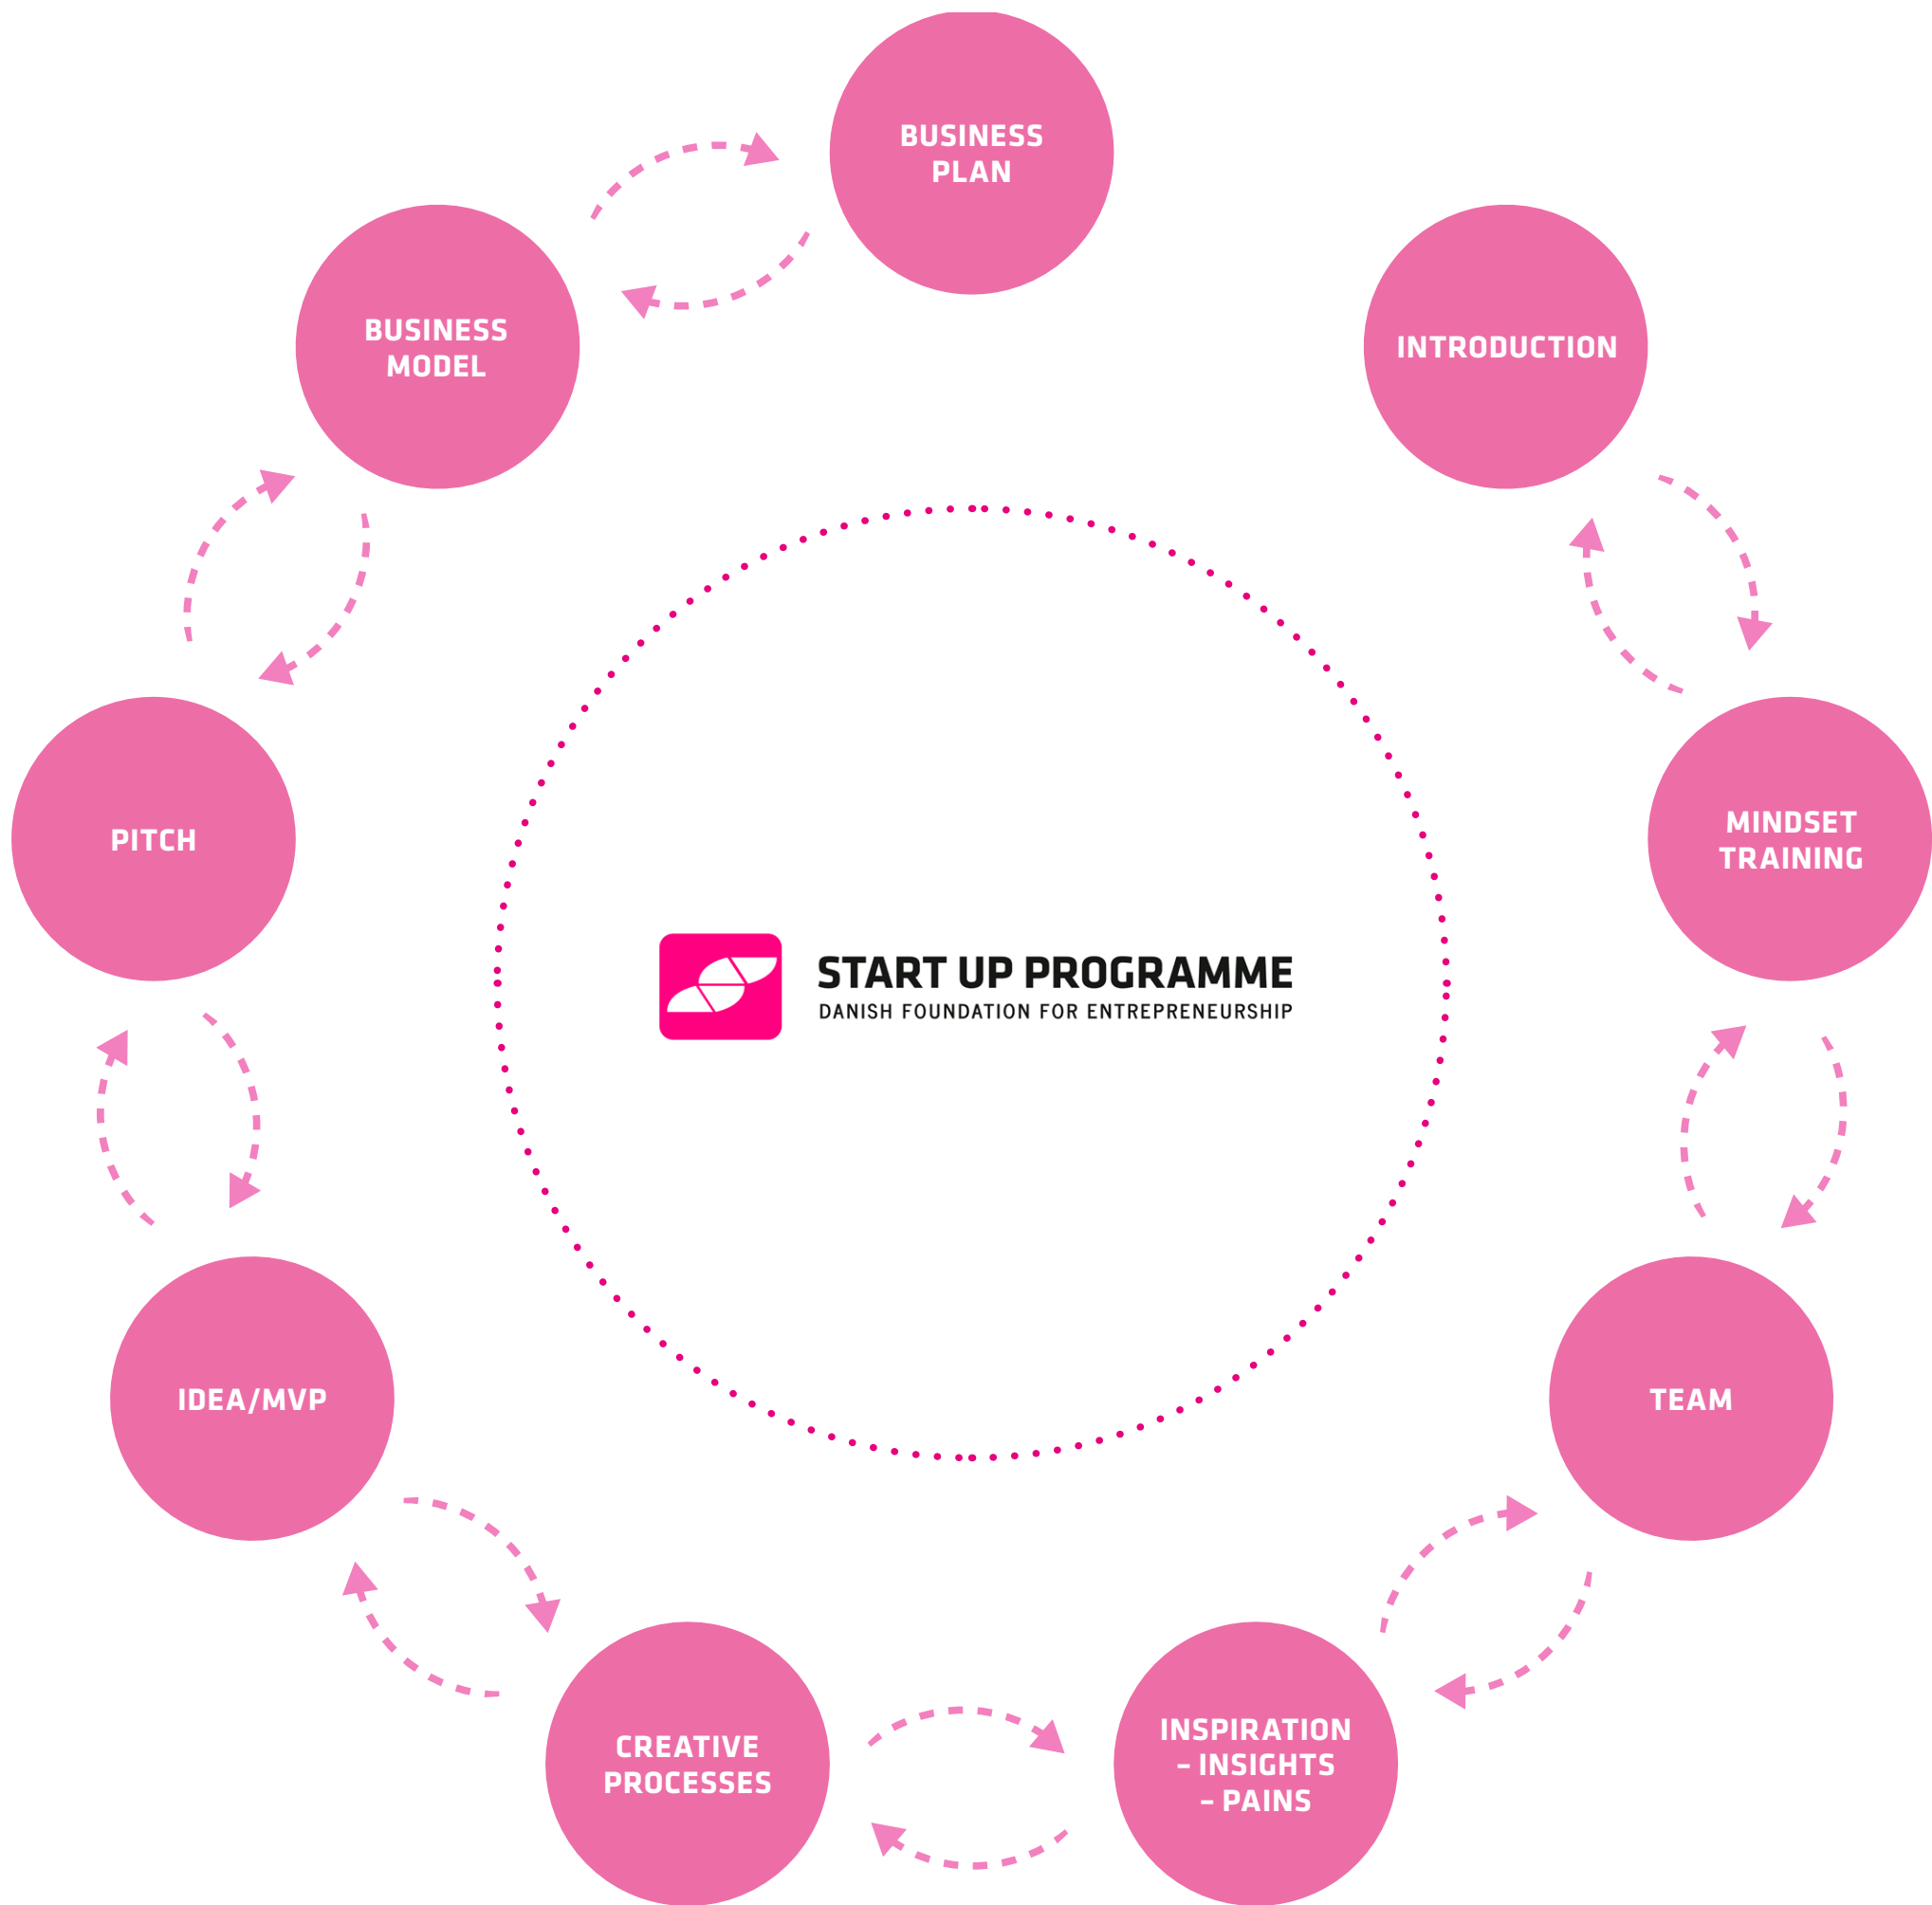 BUSINESS
PLAN
INTRODUCTION
BUSINESS
MODEL
MINDSET
TRAINING
PITCH
START UP PROGRAMME
DANISH FOUNDATION FOR ENTREPRENEURSHIP
TEAM
IDEA/MVP
INSPIRATION
– INSIGHTS
– PAINS
CREATIVE
PROCESSES